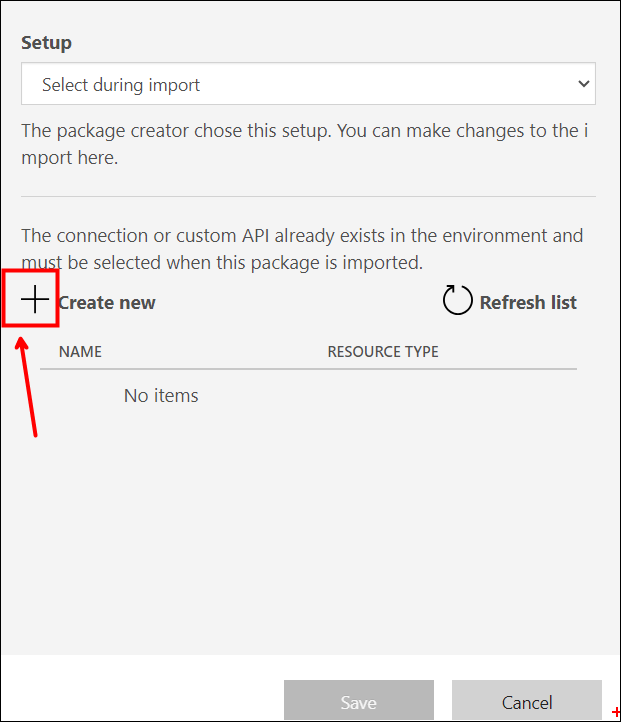 Setup
Select during import
The package creator chose this setup. You can make changes to the i
mport here.
The connection or custom API already exists in the environment and
must be selected when this package is imported.
Create new
Refresh list
NAME
RESOURCE TYPE
No items
Save
Cancel